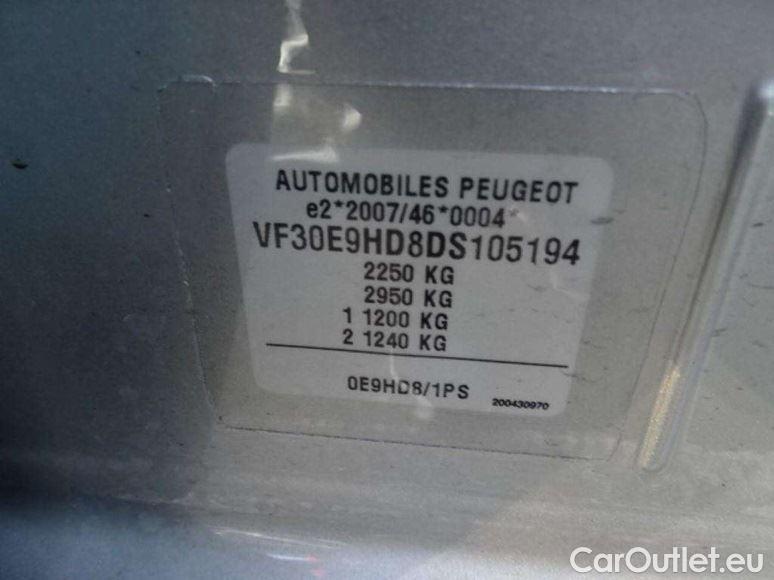 AUTOMOBILES PEUGEOT
e2*2007/46*0004*
VF30E9HD8DS105194
2250 KG
2950 KG
1 1200 KG
2 1240 KG
0E9HD8/1PS
200430970
CarOutlet.eu